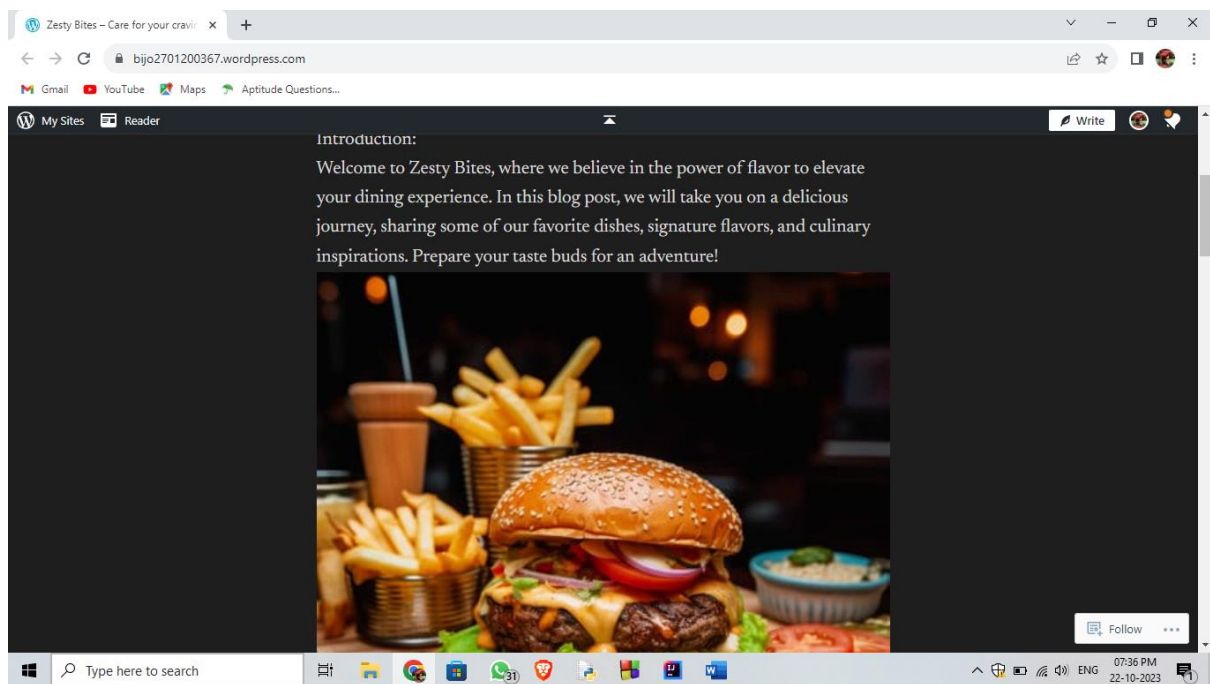 Zesty Bites – Care for your cravin
bijo2701200367.wordpress.com
Gmail YouTube Maps Aptitude Questions...
My Sites Reader Write
Introduction:
Welcome to Zesty Bites, where we believe in the power of flavor to elevate
your dining experience. In this blog post, we will take you on a delicious
journey, sharing some of our favorite dishes, signature flavors, and culinary
inspirations. Prepare your taste buds for an adventure!
Follow
Type here to search
31
ENG
07:36 PM
22-10-2023
1